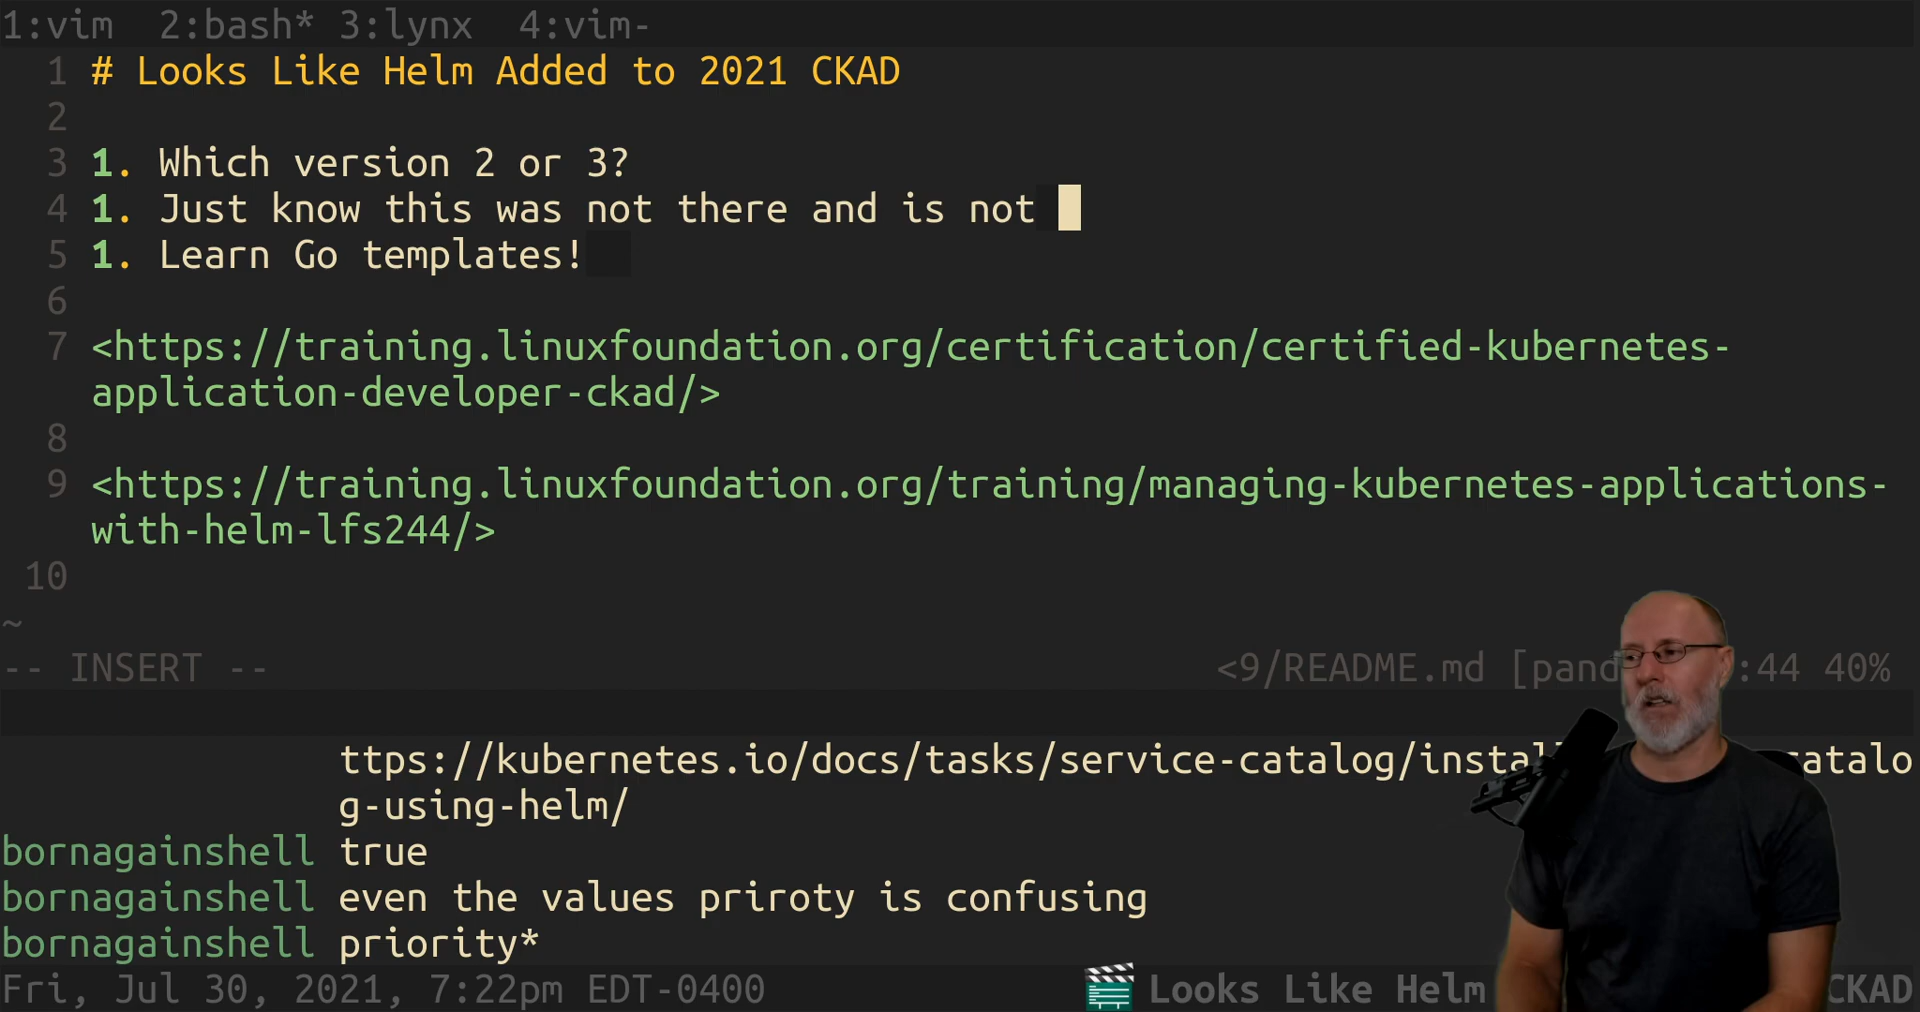 1:vim  2:bash* 3:lynx  4:vim-
1 # Looks Like Helm Added to 2021 CKAD
2
3 1. Which version 2 or 3?
4 1. Just know this was not there and is not
5 1. Learn Go templates!
6
7 <https://training.linuxfoundation.org/certification/certified-kubernetes-
application-developer-ckad/>
8
9 <https://training.linuxfoundation.org/training/managing-kubernetes-applications-
with-helm-lfs244/>
10
~
-- INSERT -- <9/README.md [pand :44 40%
ttps://kubernetes.io/docs/tasks/service-catalog/install catalo
g-using-helm/
bornagainshell true
bornagainshell even the values priroty is confusing
bornagainshell priority*
Fri, Jul 30, 2021, 7:22pm EDT-0400 Looks Like Helm CKAD